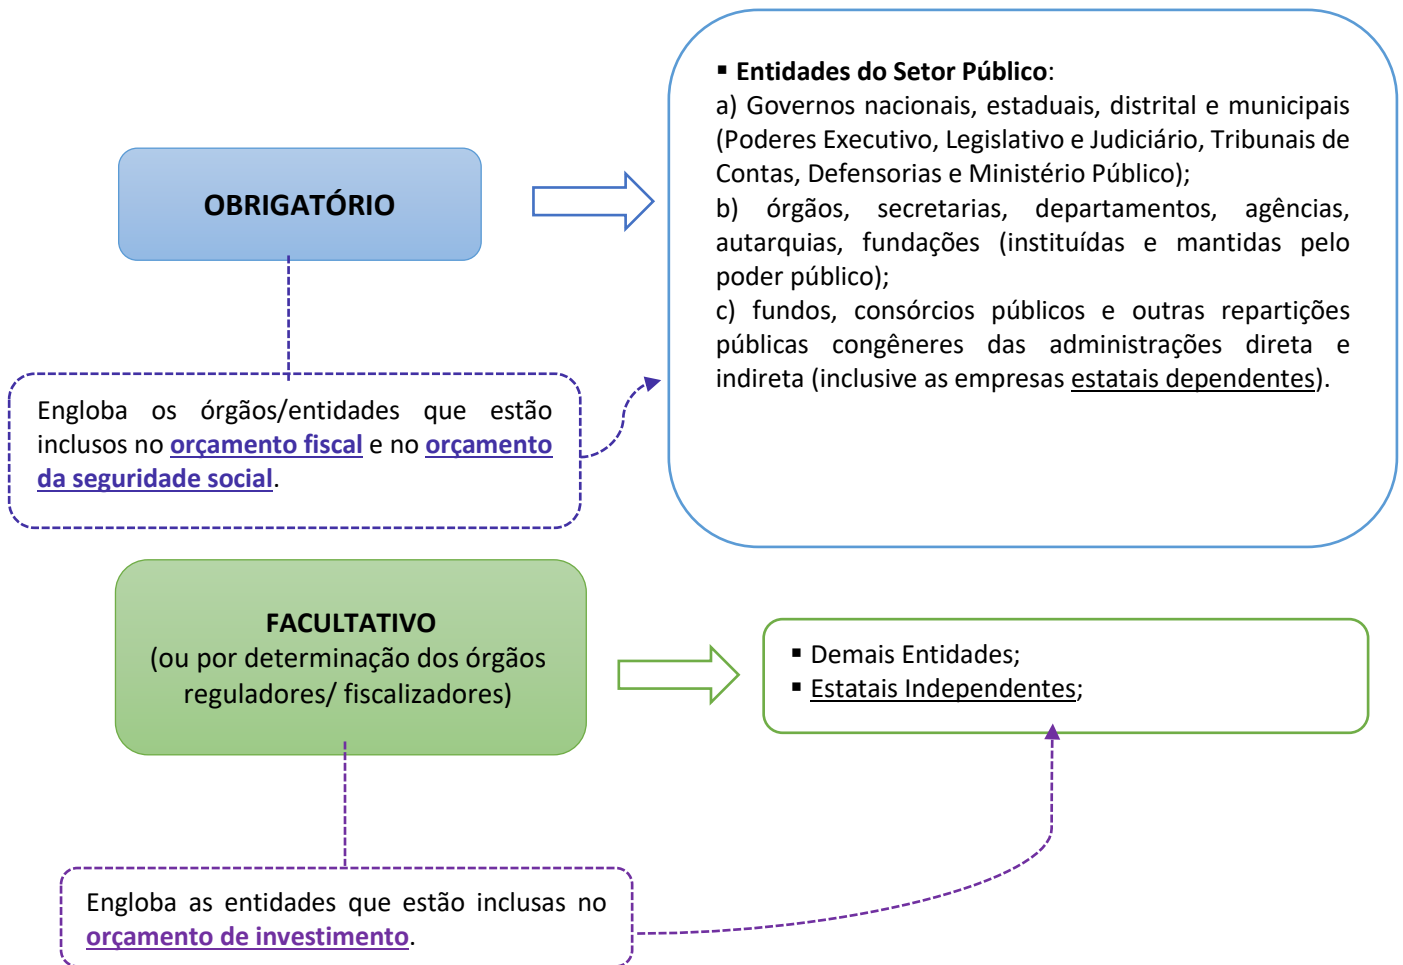 OBRIGATÓRIO
▪ Entidades do Setor Público:
a) Governos nacionais, estaduais, distrital e municipais
(Poderes Executivo, Legislativo e Judiciário, Tribunais de
Contas, Defensorias e Ministério Público);
b) órgãos, secretarias, departamentos, agências,
autarquias, fundações (instituídas e mantidas pelo
poder público);
c) fundos, consórcios públicos e outras repartições
públicas congêneres das administrações direta e
indireta (inclusive as empresas estatais dependentes).
Engloba os órgãos/entidades que estão
inclusos no orçamento fiscal e no orçamento
da seguridade social.
FACULTATIVO
(ou por determinação dos órgãos
reguladores/ fiscalizadores)
▪ Demais Entidades;
▪ Estatais Independentes;
Engloba as entidades que estão inclusas no
orçamento de investimento.